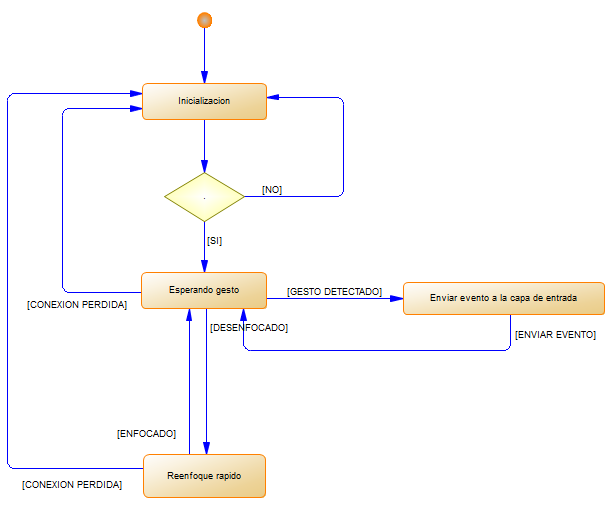 Inicializacion
[NO]
[SI]
Esperando gesto
[GESTO DETECTADO]
Enviar evento a la capa de entrada
[CONEXION PERDIDA]
[DESENFOCADO]
[ENVIAR EVENTO]
[ENFOCADO]
Reenfoque rapido
[CONEXION PERDIDA]